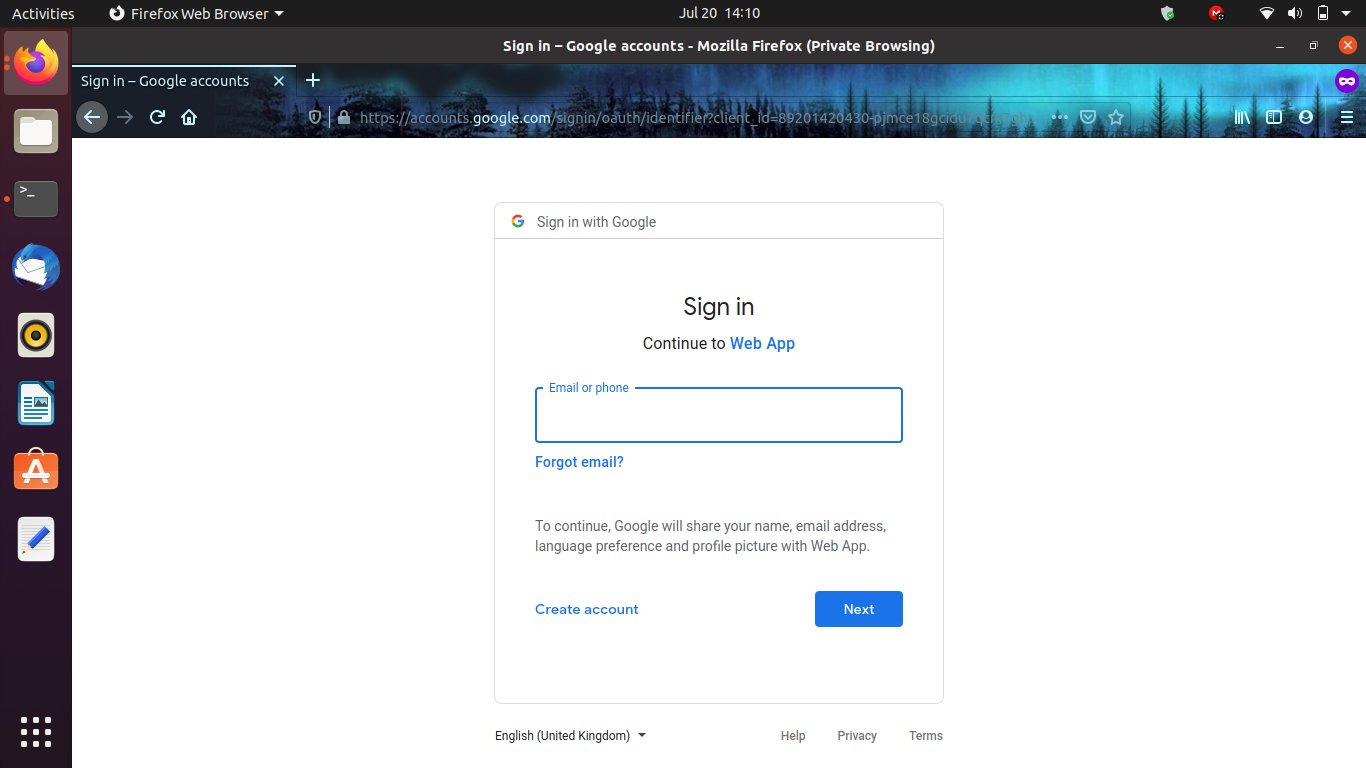 Activities Firefox Web Browser Jul 20 14:10
Sign in – Google accounts - Mozilla Firefox (Private Browsing)
Sign in – Google accounts
https://accounts.google.com/signin/oauth/identifier?client_id=89201420430-pjmce18gcidu
Sign in with Google
Sign in
Continue to Web App
Email or phone
Forgot email?
To continue, Google will share your name, email address,
language preference and profile picture with Web App.
Create account Next
English (United Kingdom) Help Privacy Terms